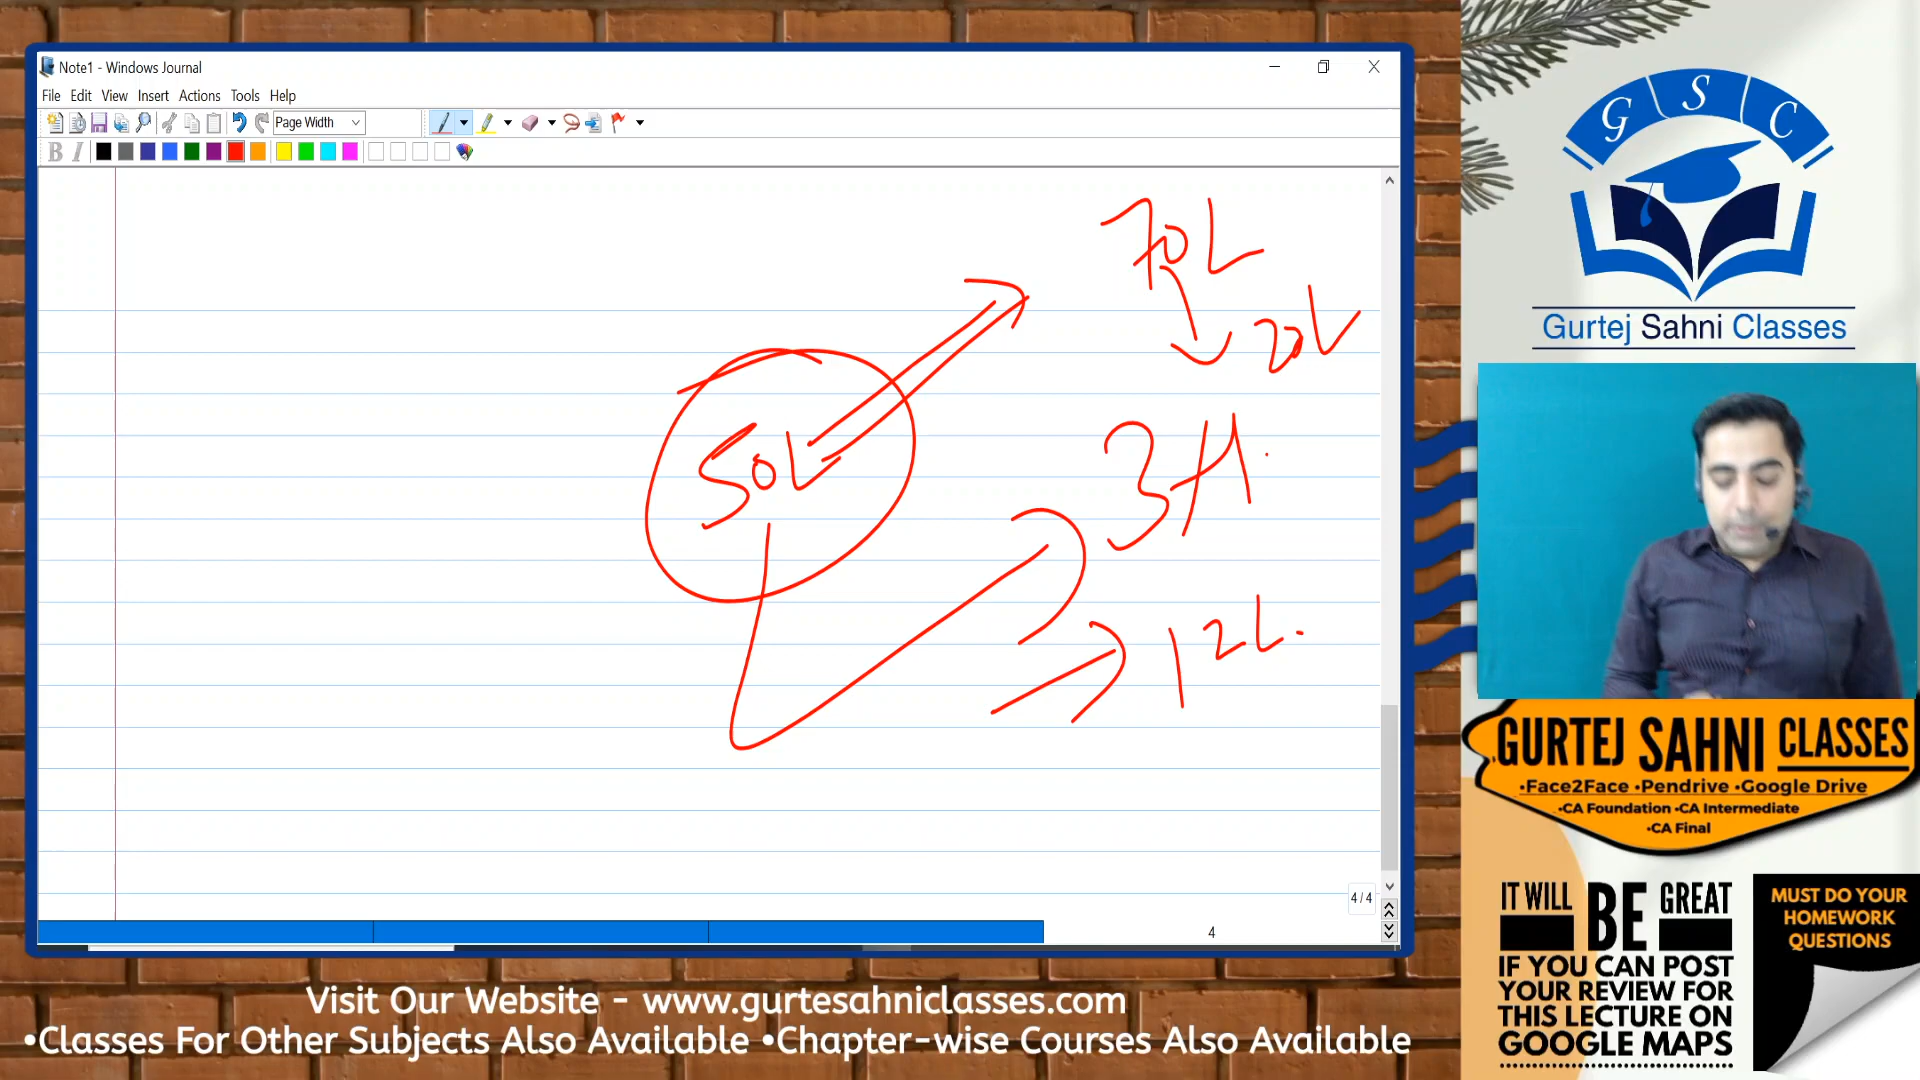 Note1 - Windows Journal
File Edit View Insert Actions Tools Help
Page Width
B I
70L
20L
50L
12L.
4 / 4
4
G S C
Gurtej Sahni Classes
GURTEJ SAHNI CLASSES
•Face2Face •Pendrive •Google Drive
•CA Foundation •CA Intermediate
•CA Final
IT WILL BE GREAT
IF YOU CAN POST
YOUR REVIEW FOR
THIS LECTURE ON
GOOGLE MAPS
MUST DO YOUR
HOMEWORK
QUESTIONS
Visit Our Website - www.gurtesahniclasses.com
•Classes For Other Subjects Also Available •Chapter-wise Courses Also Available